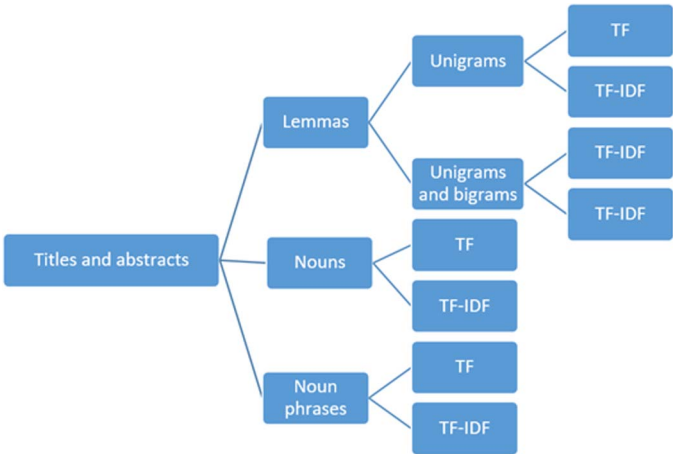 TF
Unigrams
TF-IDF
Lemmas
TF-IDF
Unigrams
and bigrams
TF-IDF
Titles and abstracts
TF
Nouns
TF-IDF
TF
Noun
phrases
TF-IDF